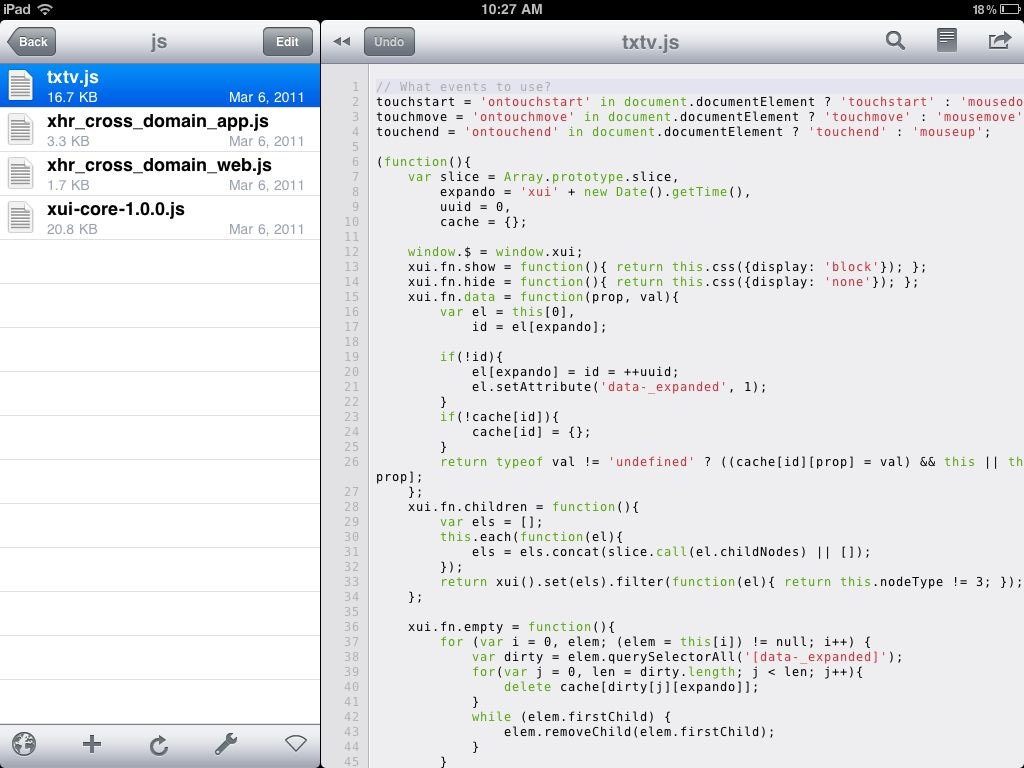 iPad 10:27 AM 18%
Back js Edit
Undo txtv.js
txtv.js
16.7 KB Mar 6, 2011
xhr_cross_domain_app.js
3.3 KB Mar 6, 2011
xhr_cross_domain_web.js
1.7 KB Mar 6, 2011
xui-core-1.0.0.js
20.8 KB Mar 6, 2011
1 // What events to use?
2 touchstart = 'ontouchstart' in document.documentElement ? 'touchstart' : 'mousedo
3 touchmove = 'ontouchmove' in document.documentElement ? 'touchmove' : 'mousemove'
4 touchend = 'ontouchend' in document.documentElement ? 'touchend' : 'mouseup';
5
6 (function(){
7     var slice = Array.prototype.slice,
8         expando = 'xui' + new Date().getTime(),
9         uuid = 0,
10         cache = {};
11
12     window.$ = window.xui;
13     xui.fn.show = function(){ return this.css({display: 'block'}); };
14     xui.fn.hide = function(){ return this.css({display: 'none'}); };
15     xui.fn.data = function(prop, val){
16         var el = this[0],
17             id = el[expando];
18
19         if(!id){
20             el[expando] = id = ++uuid;
21             el.setAttribute('data-_expanded', 1);
22         }
23         if(!cache[id]){
24             cache[id] = {};
25         }
26         return typeof val != 'undefined' ? ((cache[id][prop] = val) && this || th
prop];
27     };
28     xui.fn.children = function(){
29         var els = [];
30         this.each(function(el){
31             els = els.concat(slice.call(el.childNodes) || []);
32         });
33         return xui().set(els).filter(function(el){ return this.nodeType != 3; });
34     };
35
36     xui.fn.empty = function(){
37         for (var i = 0, elem; (elem = this[i]) != null; i++) {
38             var dirty = elem.querySelectorAll('[data-_expanded]');
39             for(var j = 0, len = dirty.length; j < len; j++){
40                 delete cache[dirty[j][expando]];
41             }
42             while (elem.firstChild) {
43                 elem.removeChild(elem.firstChild);
44             }
45         }